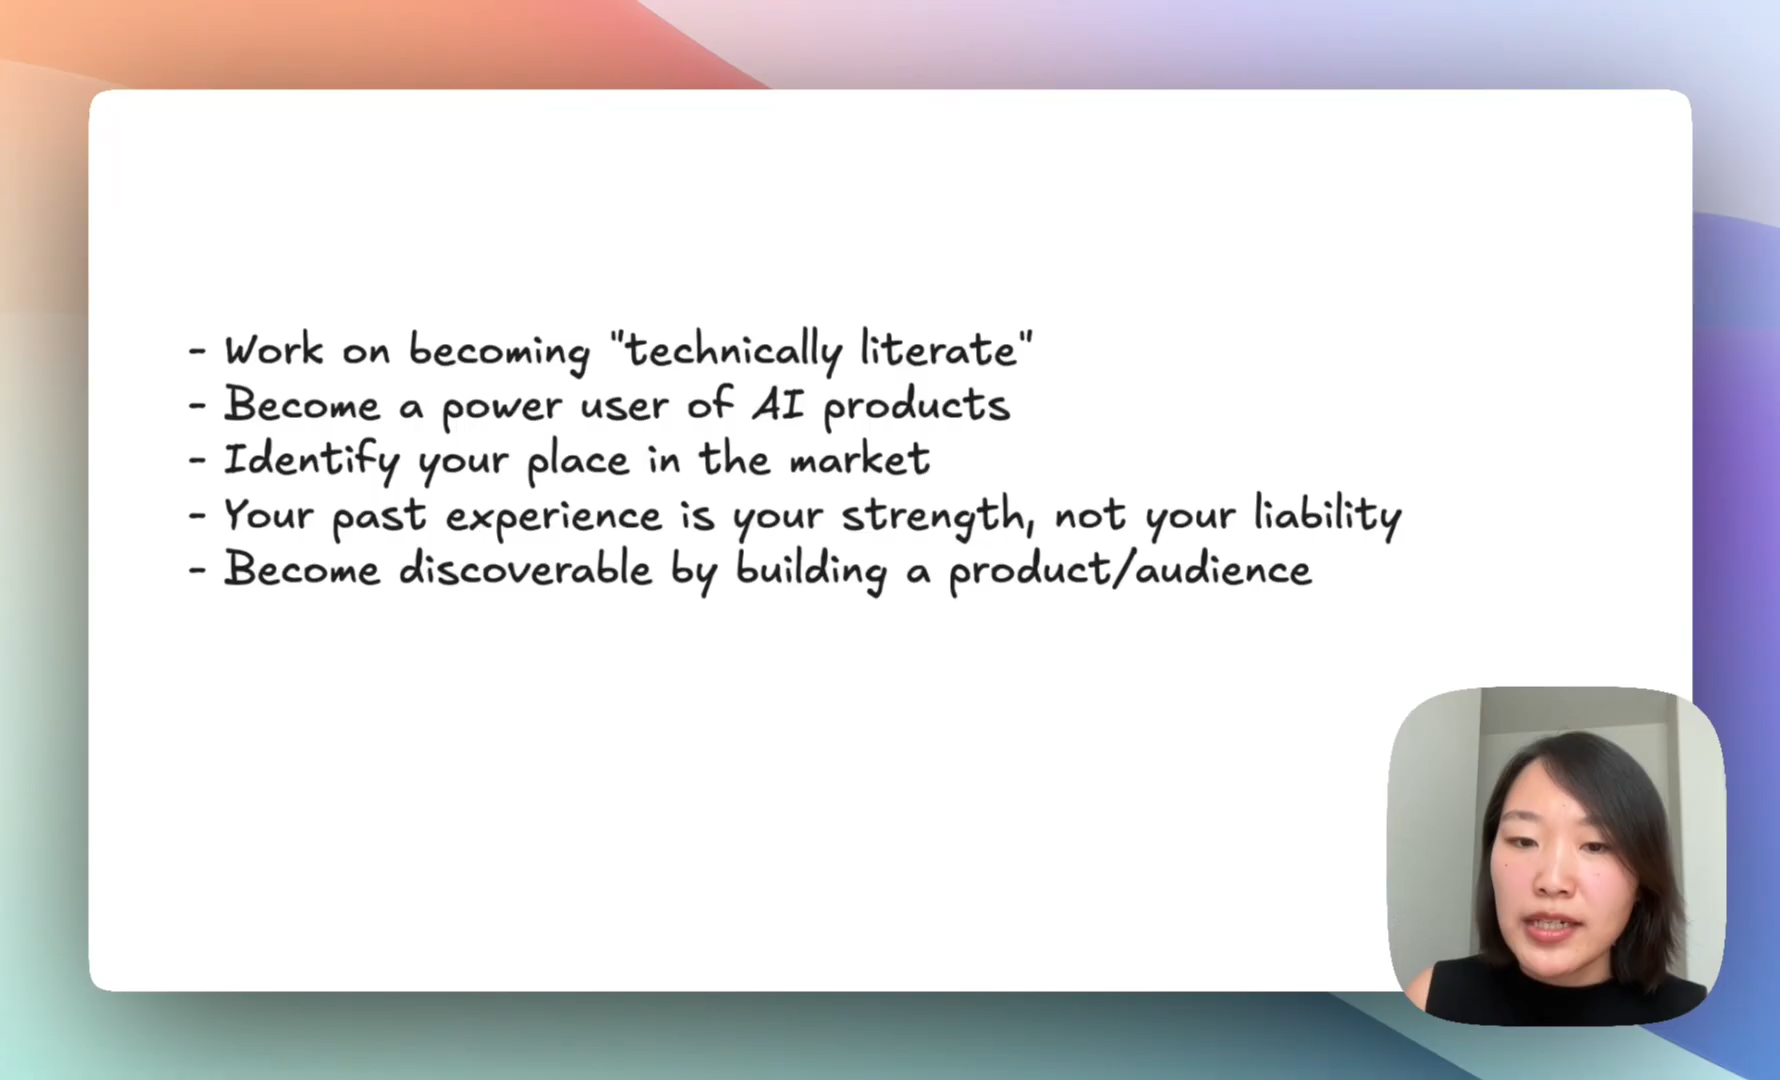 - Work on becoming "technically literate"
- Become a power user of AI products
- Identify your place in the market
- Your past experience is your strength, not your liability
- Become discoverable by building a product/audience